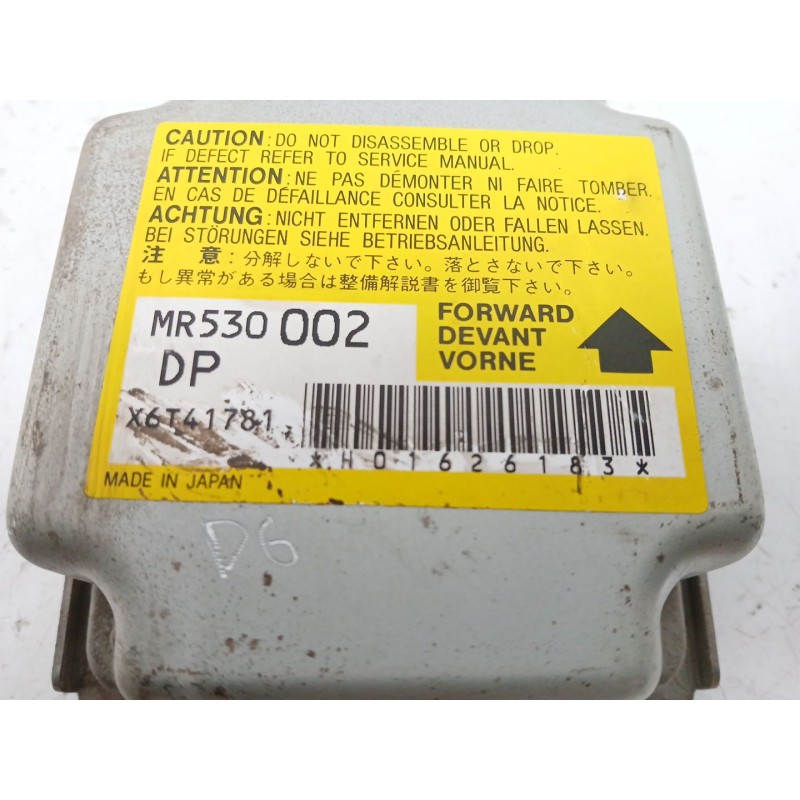 CAUTION : DO NOT DISASSEMBLE OR DROP.
IF DEFECT REFER TO SERVICE MANUAL.
ATTENTION : NE PAS DÉMONTER NI FAIRE TOMBER.
EN CAS DE DÉFAILLANCE CONSULTER LA NOTICE.
ACHTUNG : NICHT ENTFERNEN ODER FALLEN LASSEN.
BEI STÖRUNGEN SIEHE BETRIEBSANLEITUNG.
注 意 : 分解しないで下さい。落とさないで下さい。
もし異常がある場合は整備解説書を御覧下さい。
MR530 002
DP
X6T41781
FORWARD
DEVANT
VORNE
*H01626183*
MADE IN JAPAN
D6